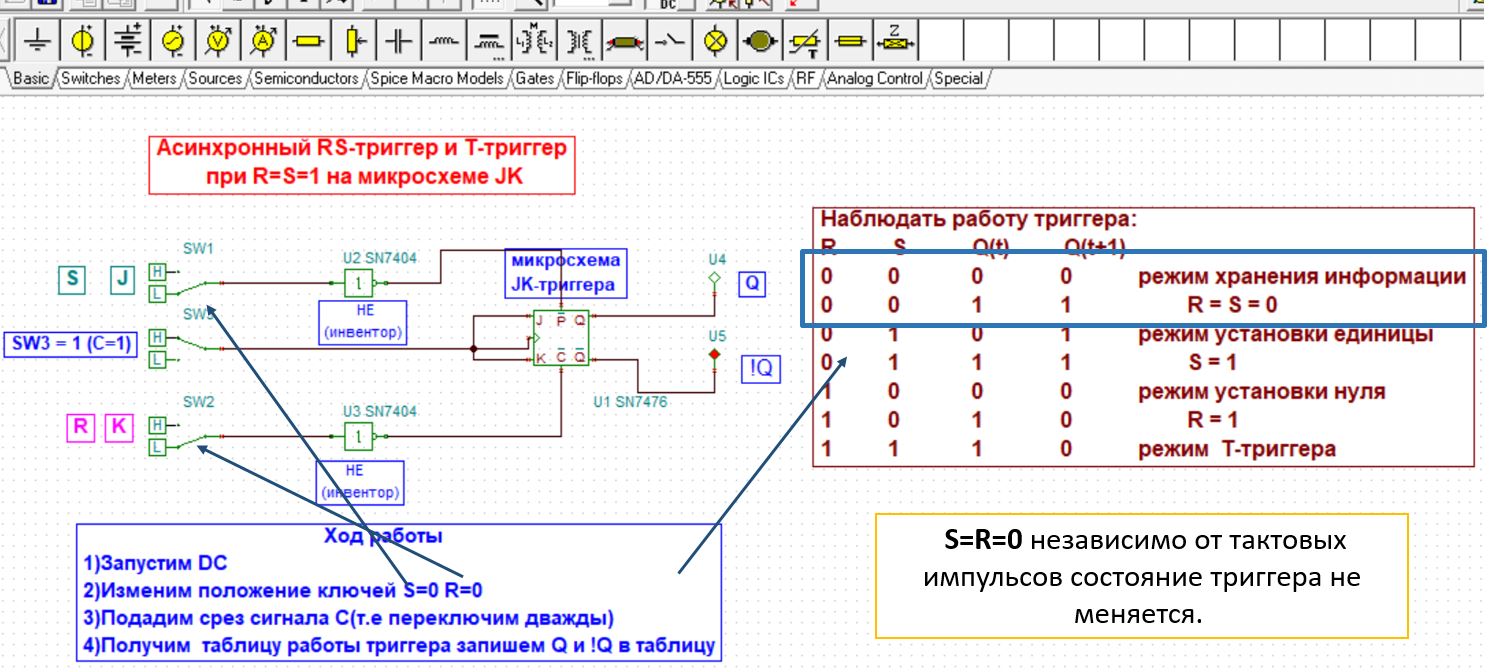 DC
Z
T
Basic Switches Meters Sources Semiconductors Spice Macro Models Gates Flip-flops AD/DA-555 Logic ICs RF Analog Control Special
Асинхронный RS-триггер и Т-триггер
при R=S=1 на микросхеме JK
S J
SW1
H
L
U2 SN7404
1
НЕ
(инвентор)
микросхема
JK-триггера
U4
Q
SW3 = 1 (C=1)
H
L
J P Q
K C Q
U5
!Q
U1 SN7476
R K
SW2
H
L
U3 SN7404
1
НЕ
(инвентор)
Ход работы
1)Запустим DC
2)Изменим положение ключей S=0 R=0
3)Подадим срез сигнала С(т.е переключим дважды)
4)Получим таблицу работы триггера запишем Q и !Q в таблицу
Наблюдать работу триггера:
R S Q(t) Q(t+1)
0 0 0 0 режим хранения информации
0 0 1 1 R = S = 0
0 1 0 1 режим установки единицы
0 1 1 1 S = 1
1 0 0 0 режим установки нуля
1 0 1 0 R = 1
1 1 1 0 режим Т-триггера
S=R=0 независимо от тактовых
импульсов состояние триггера не
меняется.